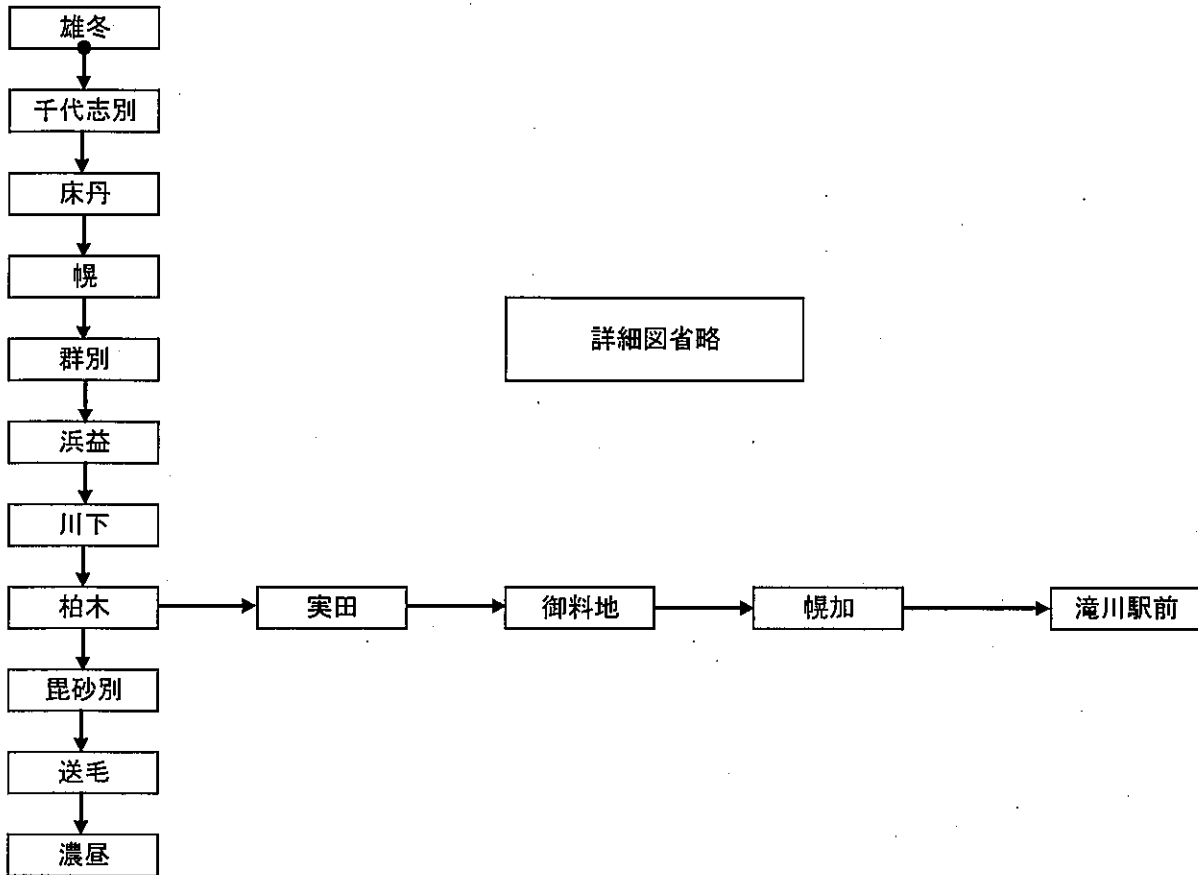 雄冬
千代志別
床丹
幌
群別
詳細図省略
浜益
川下
柏木
実田
御料地
幌加
滝川駅前
毘砂別
送毛
濃昼